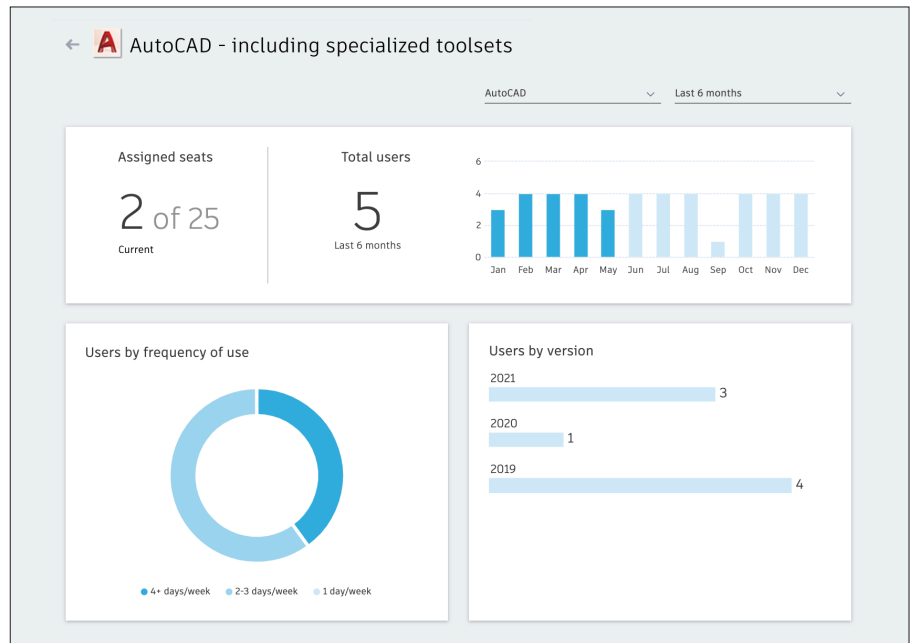 AutoCAD - including specialized toolsets
AutoCAD
Last 6 months
Assigned seats
2 of 25
Current
Total users
5
Last 6 months
6
4
2
0
Jan Feb Mar Apr May Jun Jul Aug Sep Oct Nov Dec
Users by frequency of use
4+ days/week 2-3 days/week 1 day/week
Users by version
2021
3
2020
1
2019
4